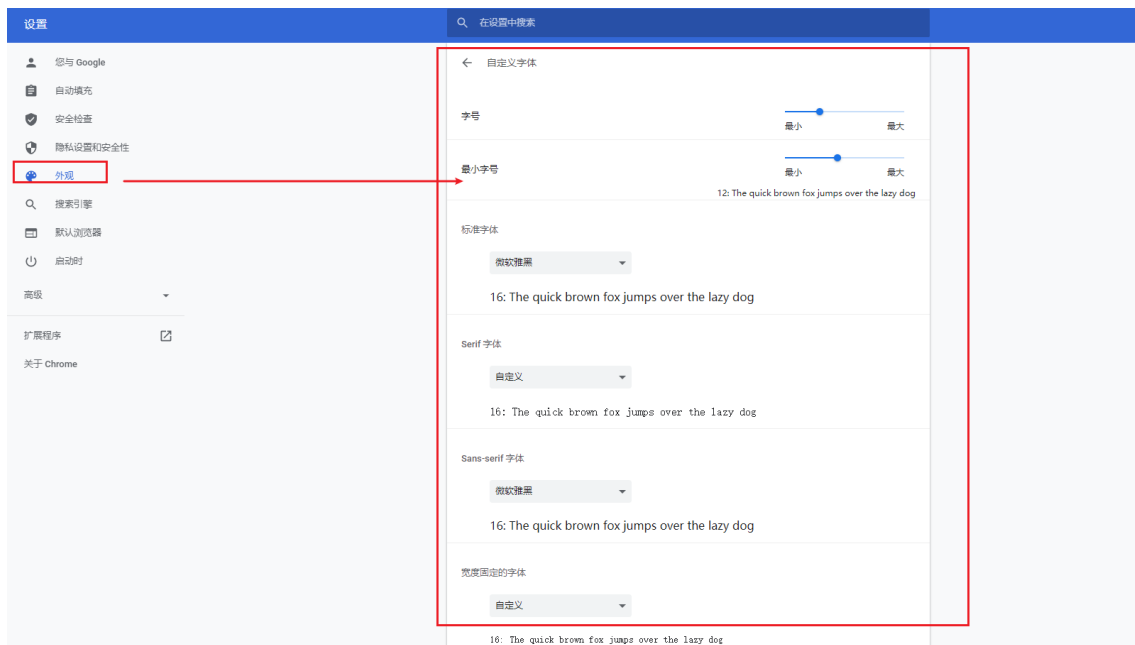 设置
在设置中搜索
您与 Google
自动填充
安全检查
隐私设置和安全性
外观
搜索引擎
默认浏览器
启动时
高级
扩展程序
关于 Chrome
自定义字体
字号
最小 最大
最小字号
最小 最大
12: The quick brown fox jumps over the lazy dog
标准字体
微软雅黑
16: The quick brown fox jumps over the lazy dog
Serif 字体
自定义
16: The quick brown fox jumps over the lazy dog
Sans-serif 字体
微软雅黑
16: The quick brown fox jumps over the lazy dog
宽度固定的字体
自定义
16: The quick brown fox jumps over the lazy dog